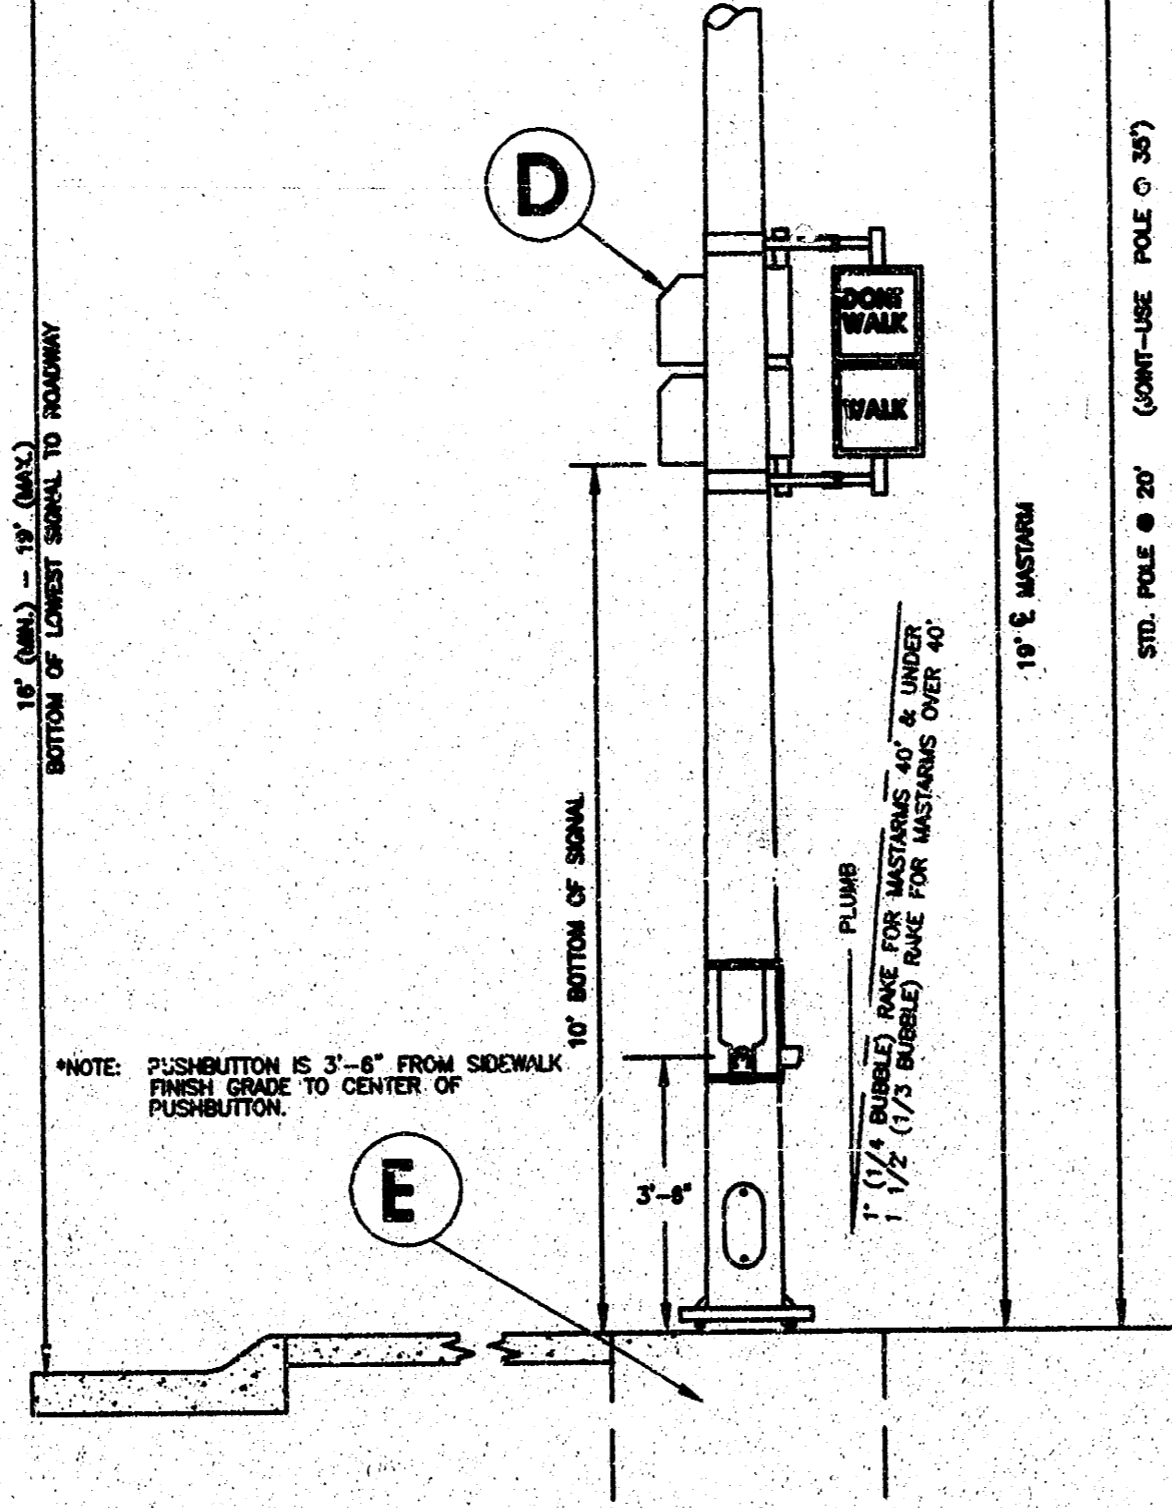 16' (MIN.) -- 19' (MAX.)
BOTTOM OF LOWEST SIGNAL TO ROADWAY
D
DONT
WALK
WALK
10' BOTTOM OF SIGNAL
*NOTE: PUSHBUTTON IS 3'-6" FROM SIDEWALK
FINISH GRADE TO CENTER OF
PUSHBUTTON.
E
3'-6"
PLUMB
1" (1/4 BUBBLE) RAKE FOR MASTARMS 40' & UNDER
1 1/2" (1/3 BUBBLE) RAKE FOR MASTARMS OVER 40'
19' ℄ MASTARM
STD. POLE @ 20' (JOINT-USE POLE @ 35')